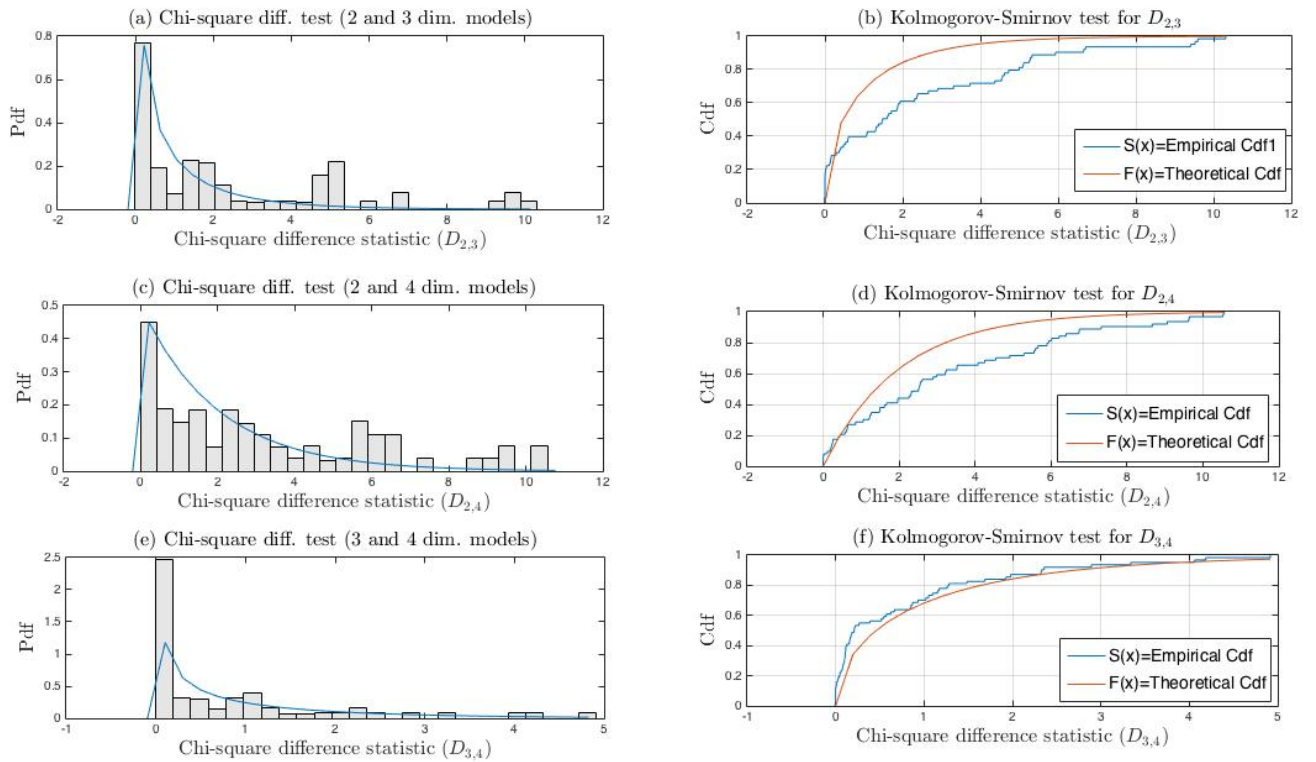 (a) Chi-square diff. test (2 and 3 dim. models)
0.8
0.6
0.4
0.2
0
Pdf
-2 0 2 4 6 8 10 12
Chi-square difference statistic (D2,3)
(b) Kolmogorov-Smirnov test for D2,3
1
0.8
0.6
0.4
0.2
0
Cdf
S(x)=Empirical Cdf1
F(x)=Theoretical Cdf
-2 0 2 4 6 8 10 12
Chi-square difference statistic (D2,3)
(c) Chi-square diff. test (2 and 4 dim. models)
0.5
0.4
0.3
0.2
0.1
0
Pdf
-2 0 2 4 6 8 10 12
Chi-square difference statistic (D2,4)
(d) Kolmogorov-Smirnov test for D2,4
1
0.8
0.6
0.4
0.2
0
Cdf
S(x)=Empirical Cdf
F(x)=Theoretical Cdf
-2 0 2 4 6 8 10 12
Chi-square difference statistic (D2,4)
(e) Chi-square diff. test (3 and 4 dim. models)
2.5
2
1.5
1
0.5
0
Pdf
-1 0 1 2 3 4 5
Chi-square difference statistic (D3,4)
(f) Kolmogorov-Smirnov test for D3,4
1
0.8
0.6
0.4
0.2
0
Cdf
S(x)=Empirical Cdf
F(x)=Theoretical Cdf
-1 0 1 2 3 4 5
Chi-square difference statistic (D3,4)